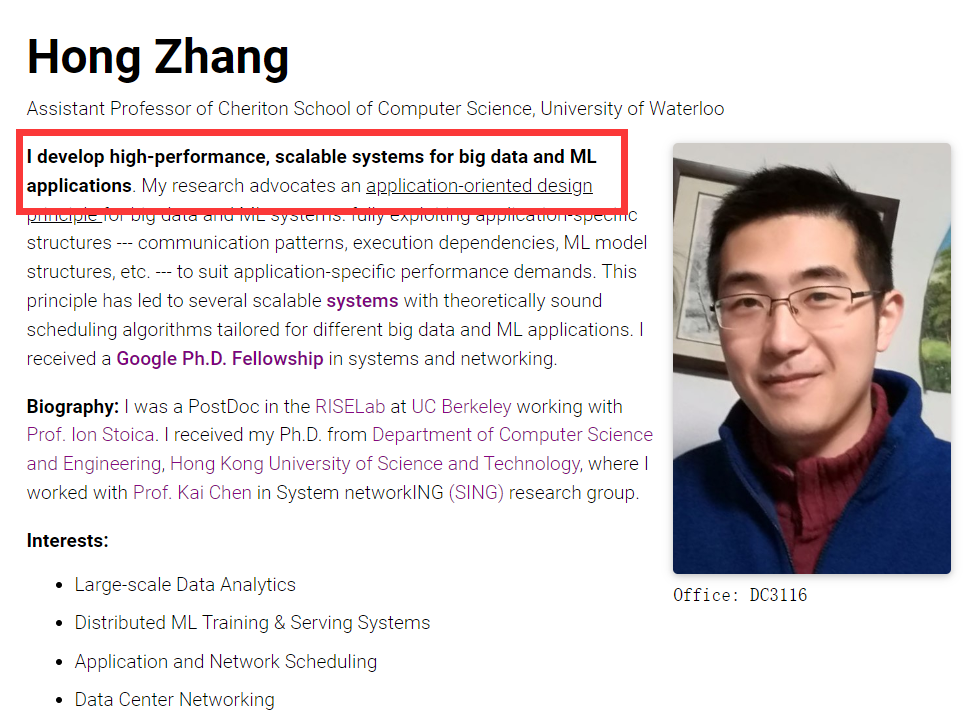 Hong Zhang
Assistant Professor of Cheriton School of Computer Science, University of Waterloo
I develop high-performance, scalable systems for big data and ML
applications. My research advocates an application-oriented design
principle for big data and ML systems: fully exploiting application-specific
structures --- communication patterns, execution dependencies, ML model
structures, etc. --- to suit application-specific performance demands. This
principle has led to several scalable systems with theoretically sound
scheduling algorithms tailored for different big data and ML applications. I
received a Google Ph.D. Fellowship in systems and networking.
Biography: I was a PostDoc in the RISELab at UC Berkeley working with
Prof. Ion Stoica. I received my Ph.D. from Department of Computer Science
and Engineering, Hong Kong University of Science and Technology, where I
worked with Prof. Kai Chen in System networkING (SING) research group.
Interests:
Large-scale Data Analytics
Distributed ML Training & Serving Systems
Application and Network Scheduling
Data Center Networking
Office: DC3116